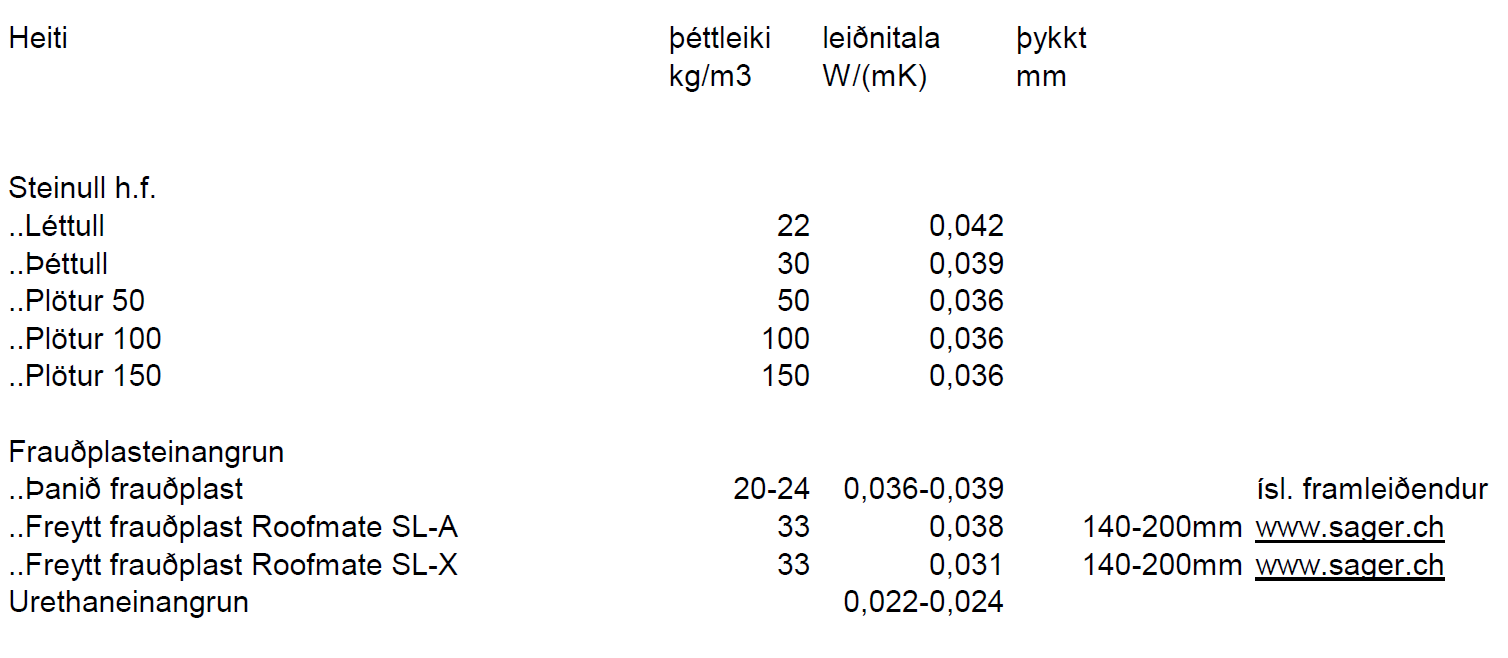 Heiti þéttleiki leiðnitala þykkt
kg/m3 W/(mK) mm
Steinull h.f.
..Léttull 22 0,042
..Þéttull 30 0,039
..Plötur 50 50 0,036
..Plötur 100 100 0,036
..Plötur 150 150 0,036
Frauðplasteinangrun
..Þanið frauðplast 20-24 0,036-0,039 ísl. framleiðendur
..Freytt frauðplast Roofmate SL-A 33 0,038 140-200mm www.sager.ch
..Freytt frauðplast Roofmate SL-X 33 0,031 140-200mm www.sager.ch
Urethaneinangrun 0,022-0,024